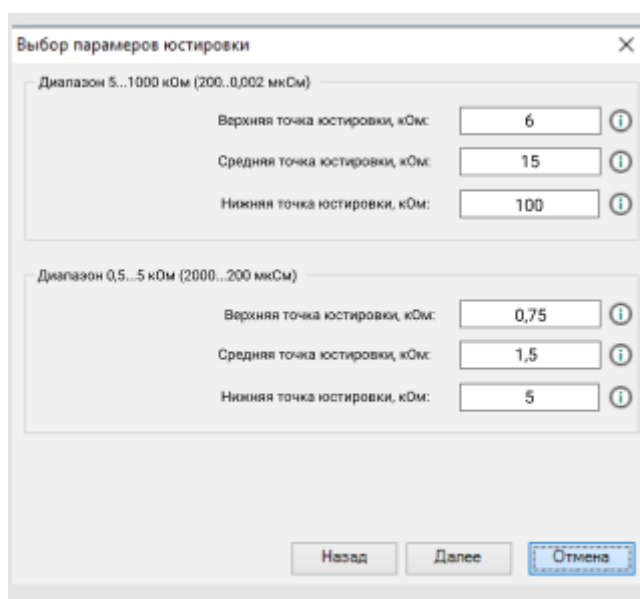 Выбор парамеров юстировки
Диапазон 5...1000 кОм (200..0,002 мкСм)
Верхняя точка юстировки, кОм: 6
Средняя точка юстировки, кОм: 15
Нижняя точка юстировки, кОм: 100
Диапазон 0,5...5 кОм (2000...200 мкСм)
Верхняя точка юстировки, кОм: 0,75
Средняя точка юстировки, кОм: 1,5
Нижняя точка юстировки, кОм: 5
Назад Далее Отмена